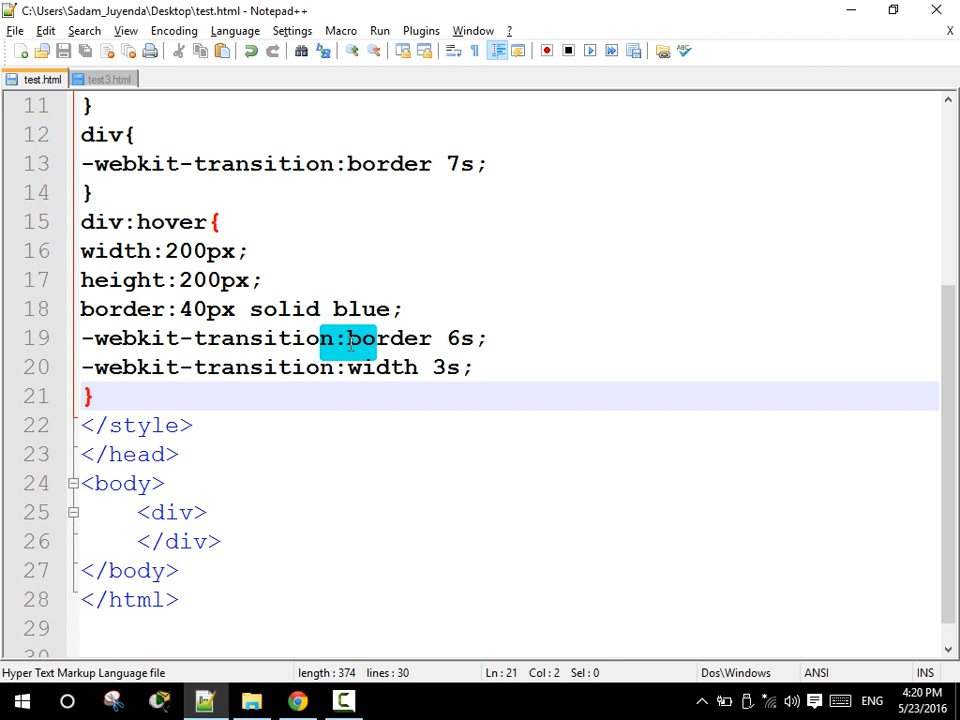 C:\Users\Sadam_Juyenda\Desktop\test.html - Notepad++
File Edit Search View Encoding Language Settings Macro Run Plugins Window ? X
test.html test3.html
11 }
12 div{
13 -webkit-transition:border 7s;
14 }
15 div:hover{
16 width:200px;
17 height:200px;
18 border:40px solid blue;
19 -webkit-transition:border 6s;
20 -webkit-transition:width 3s;
21 }
22 </style>
23 </head>
24 <body>
25 <div>
26 </div>
27 </body>
28 </html>
29
30
Hyper Text Markup Language file length : 374 lines : 30 Ln : 21 Col : 2 Sel : 0 Dos\Windows ANSI INS
ENG 4:20 PM
5/23/2016